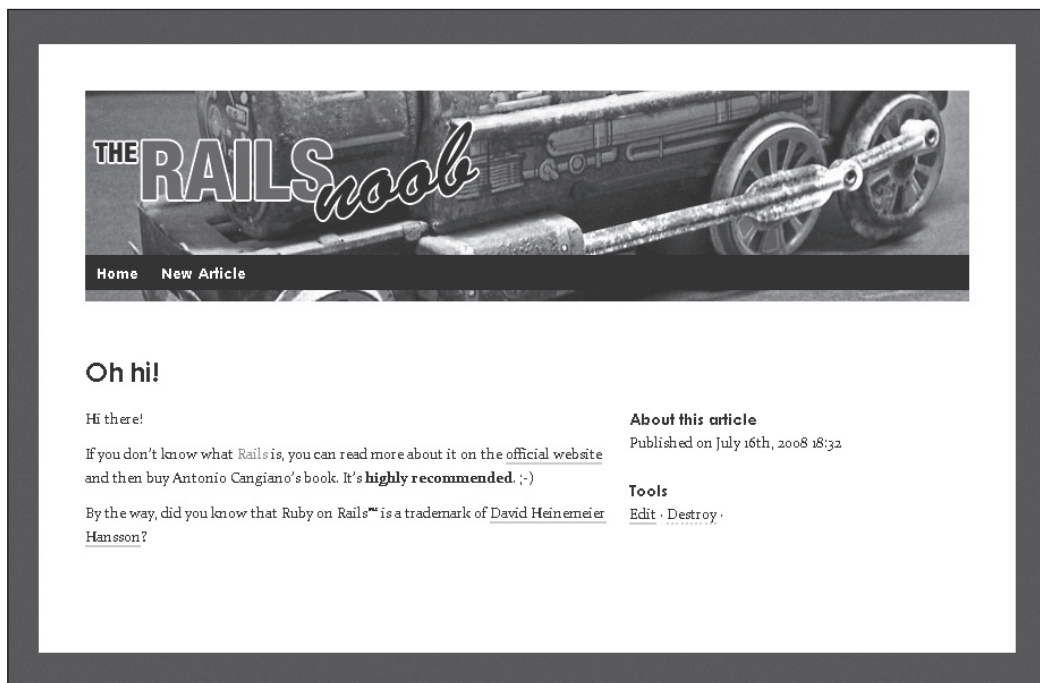 THE RAILS noob
Home New Article
Oh hi!
Hi there!
If you don't know what Rails is, you can read more about it on the official website
and then buy Antonio Cangiano's book. It's highly recommended. ;-)
By the way, did you know that Ruby on Rails™ is a trademark of David Heinemeier
Hansson?
About this article
Published on July 16th, 2008 18:32
Tools
Edit · Destroy ·